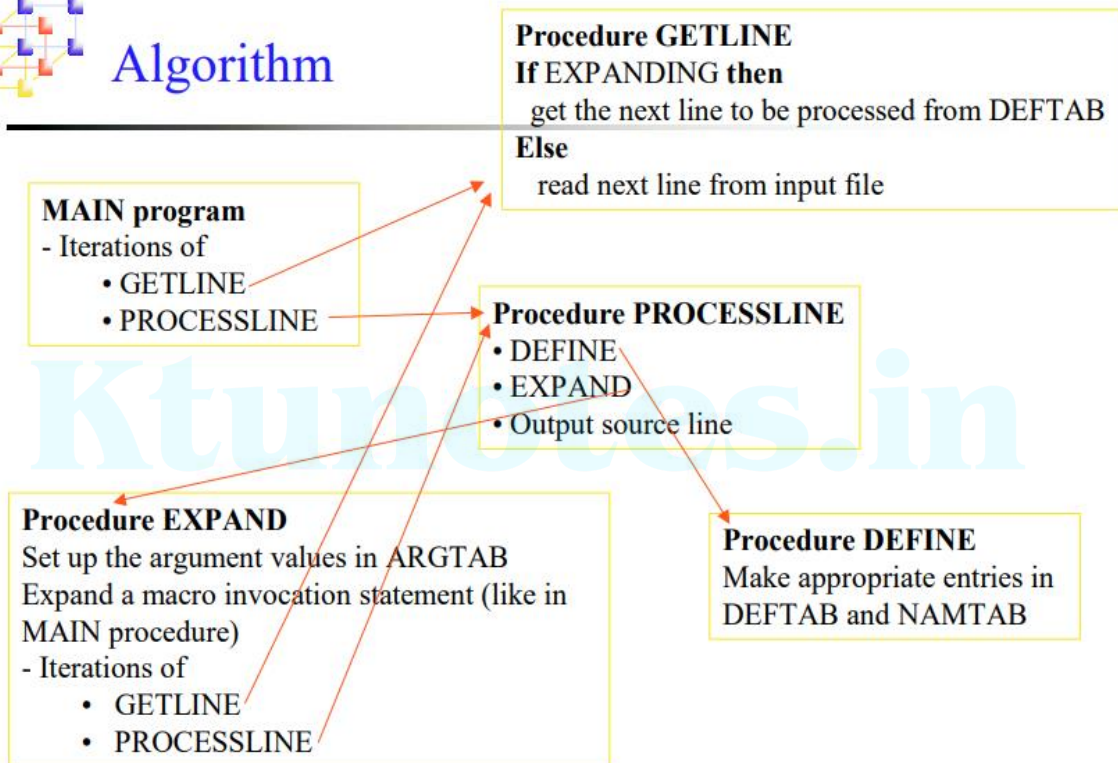 Algorithm
Procedure GETLINE
If EXPANDING then
get the next line to be processed from DEFTAB
Else
read next line from input file
MAIN program
- Iterations of
• GETLINE
• PROCESSLINE
Procedure PROCESSLINE
• DEFINE
• EXPAND
• Output source line
Ktunotes.in
Procedure EXPAND
Set up the argument values in ARGTAB
Expand a macro invocation statement (like in
MAIN procedure)
- Iterations of
• GETLINE
• PROCESSLINE
Procedure DEFINE
Make appropriate entries in
DEFTAB and NAMTAB